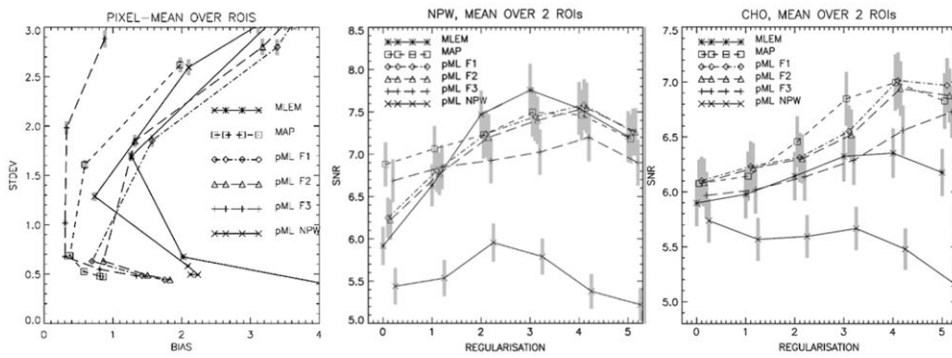 PIXEL-MEAN OVER ROIS
3.0
2.5
2.0
1.5
1.0
0.5
0.0
STDEV
MLEM
MAP
pML F1
pML F2
pML F3
pML NPW
0 1 2 3 4
BIAS
NPW, MEAN OVER 2 ROIs
MLEM
MAP
pML F1
pML F2
pML F3
pML NPW
8.5
8.0
7.5
7.0
6.5
6.0
5.5
5.0
SNR
0 1 2 3 4 5
REGULARISATION
CHO, MEAN OVER 2 ROIs
MLEM
MAP
pML F1
pML F2
pML F3
pML NPW
7.5
7.0
6.5
6.0
5.5
5.0
SNR
0 1 2 3 4 5
REGULARISATION